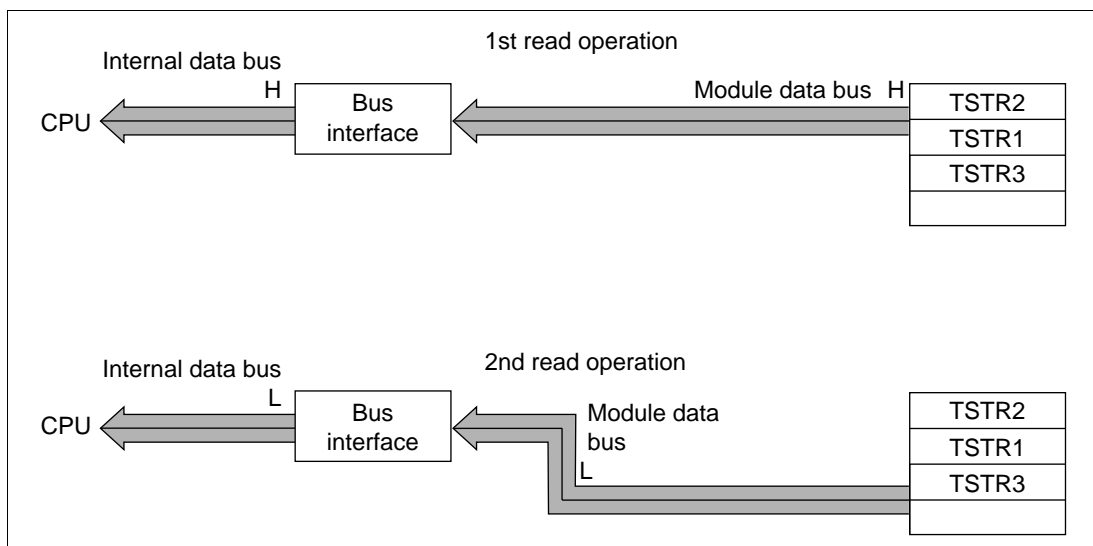 1st read operation
Internal data bus
H
Module data bus H
CPU
Bus
interface
TSTR2
TSTR1
TSTR3
2nd read operation
Internal data bus
L
Module data
bus
L
CPU
Bus
interface
TSTR2
TSTR1
TSTR3